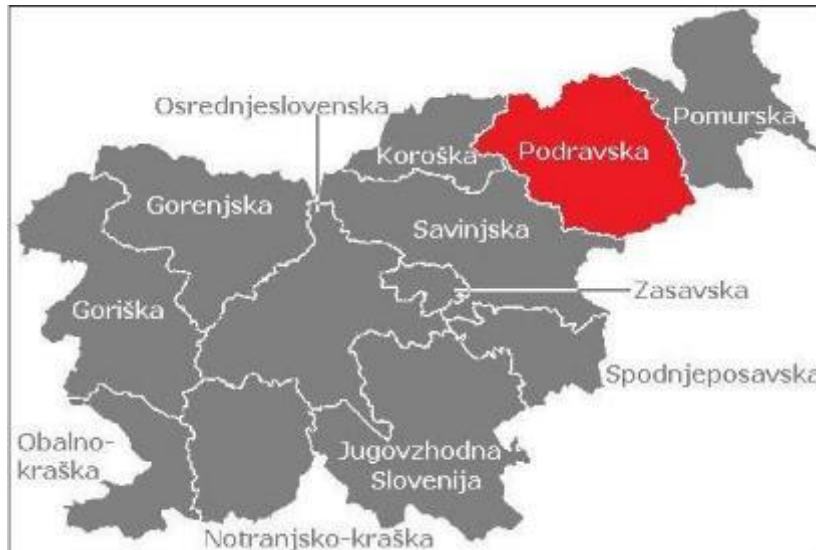 Osrednjeslovenska
Pomurska
Koroška
Podravska
Gorenjska
Savinjska
Zasavska
Goriška
Spodnjeposavska
Obalno-
kraška
Jugovzhodna
Slovenija
Notranjsko-kraška